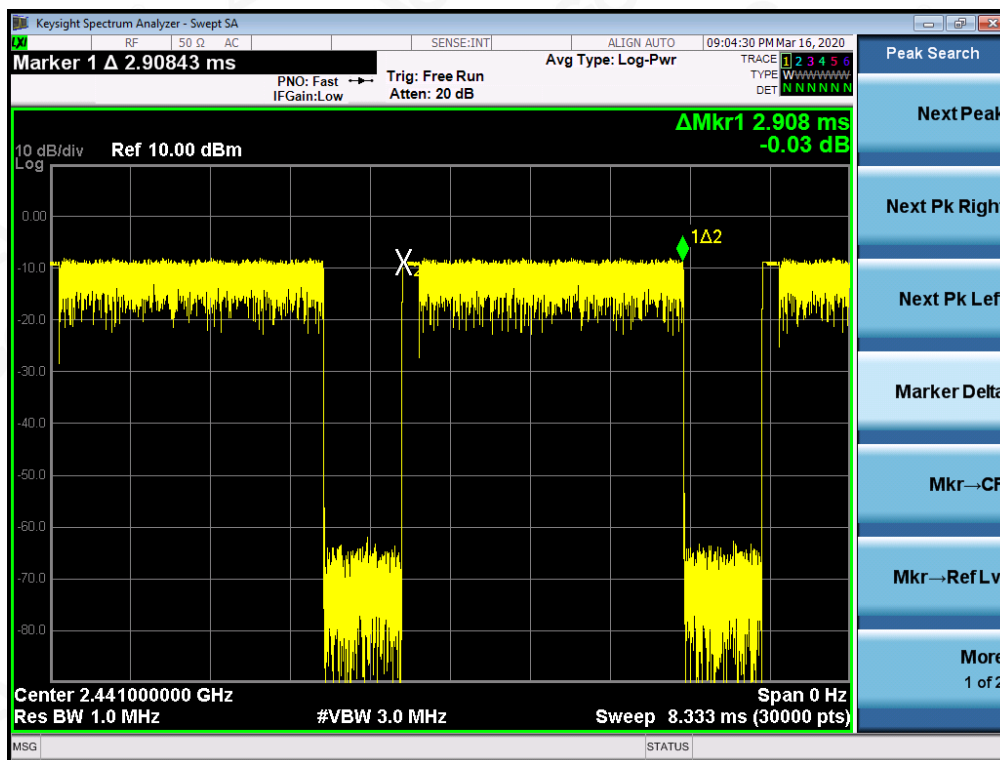 Keysight Spectrum Analyzer - Swept SA
LXI RF 50 Ω AC SENSE:INT ALIGN AUTO 09:04:30 PM Mar 16, 2020
Marker 1 Δ 2.90843 ms
PNO: Fast
IFGain:Low
Trig: Free Run
Atten: 20 dB
Avg Type: Log-Pwr
TRACE 1 2 3 4 5 6
TYPE WWWWWW
DET N N N N N N
ΔMkr1 2.908 ms
-0.03 dB
10 dB/div Ref 10.00 dBm
Log
0.00
-10.0
-20.0
-30.0
-40.0
-50.0
-60.0
-70.0
-80.0
X2
1Δ2
Center 2.441000000 GHz Span 0 Hz
Res BW 1.0 MHz #VBW 3.0 MHz Sweep 8.333 ms (30000 pts)
MSG STATUS
Peak Search
Next Peak
Next Pk Right
Next Pk Left
Marker Delta
Mkr→CF
Mkr→Ref Lv
More
1 of 2